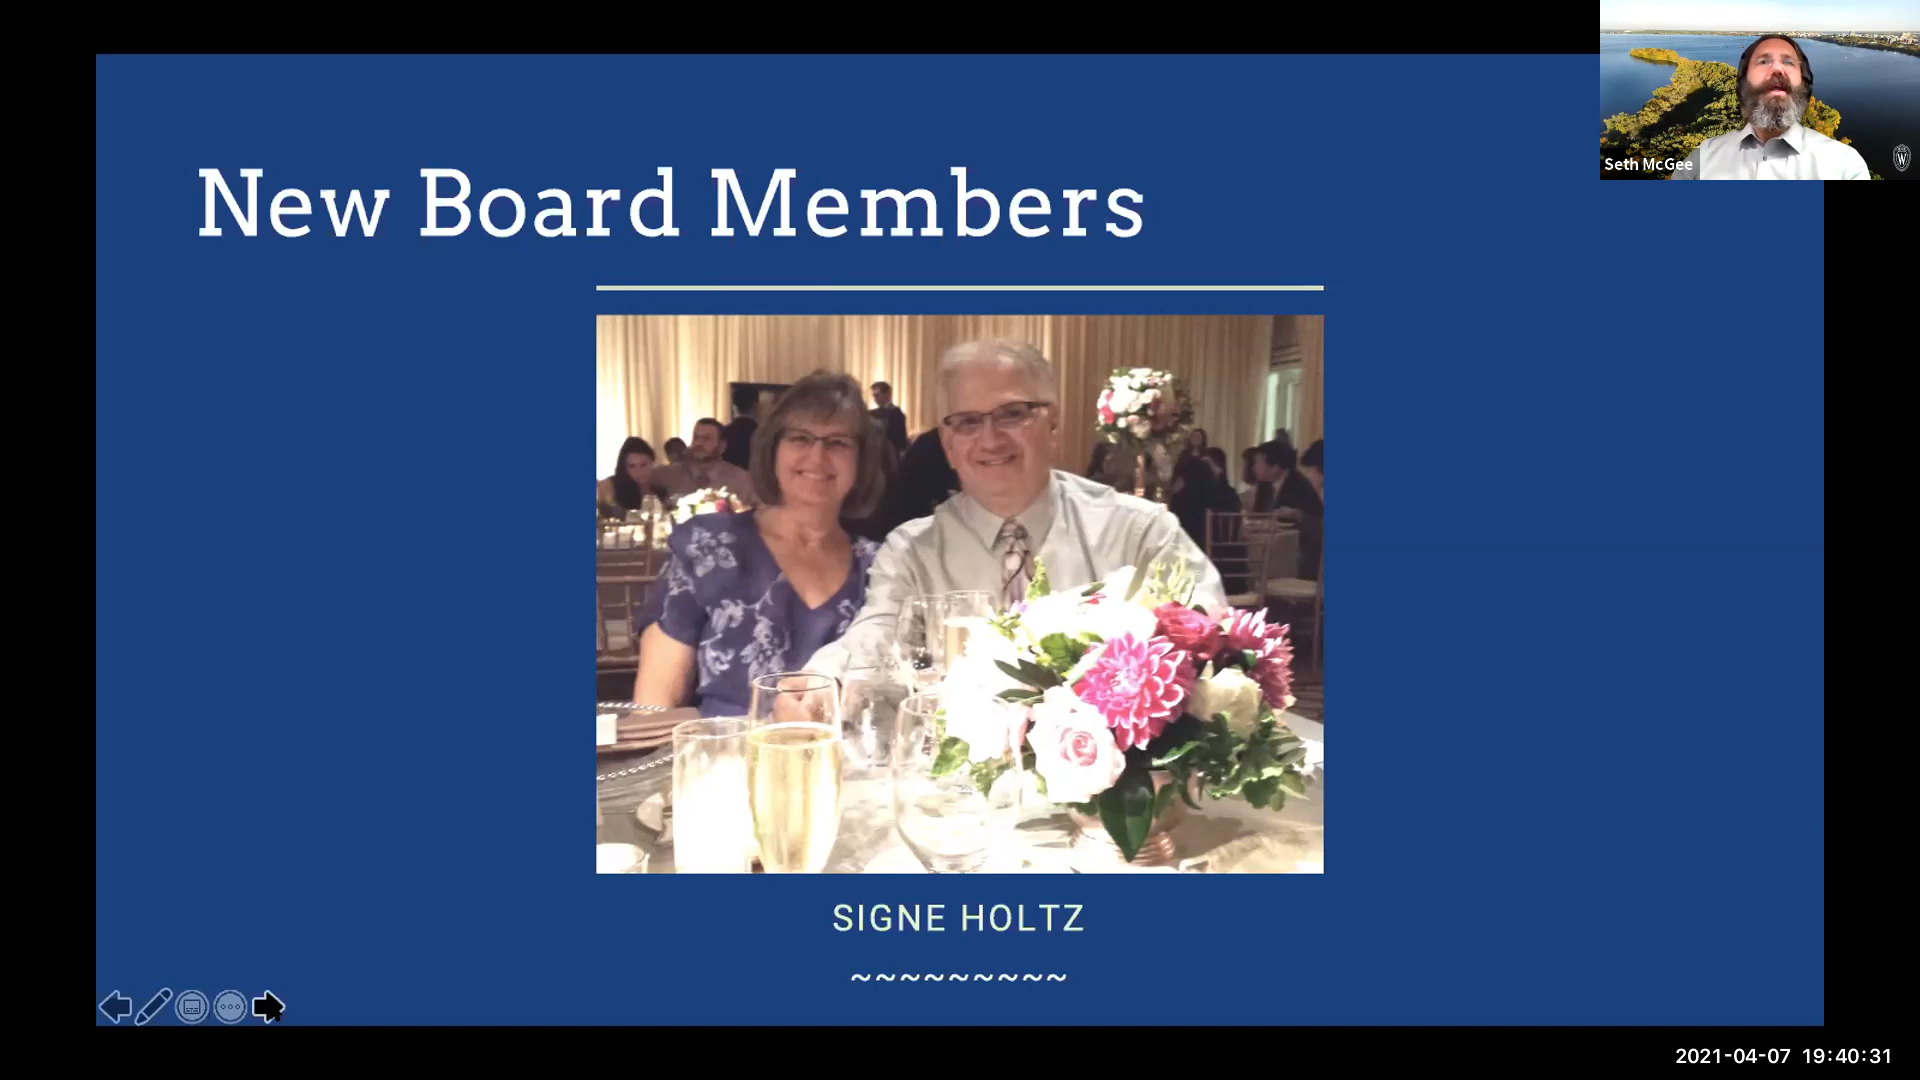 New Board Members
Seth McGee
W
SIGNE HOLTZ
~~~~~~~~~
2021-04-07 19:40:31